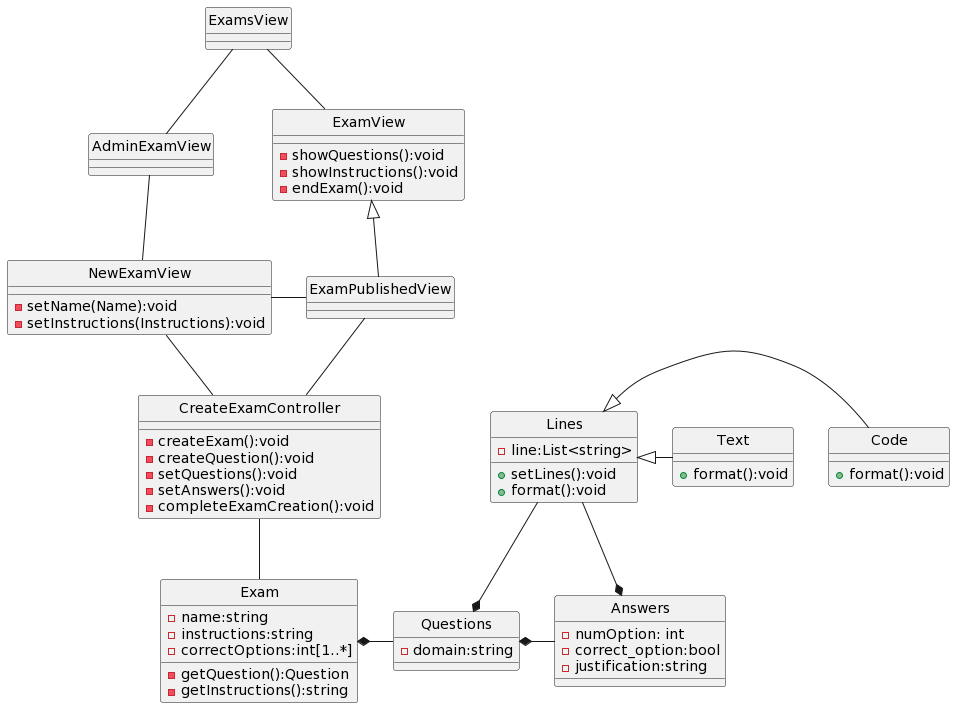 ExamsView
ExamView
showQuestions():void
showInstructions():void
endExam():void
AdminExamView
NewExamView
setName(Name):void
setInstructions(Instructions):void
ExamPublishedView
CreateExamController
createExam():void
createQuestion():void
setQuestions():void
setAnswers():void
completeExamCreation():void
Lines
line:List<string>
setLines():void
format():void
Text
format():void
Code
format():void
Exam
name:string
instructions:string
correctOptions:int[1..*]
getQuestion():Question
getInstructions():string
Questions
domain:string
Answers
numOption: int
correct_option:bool
justification:string